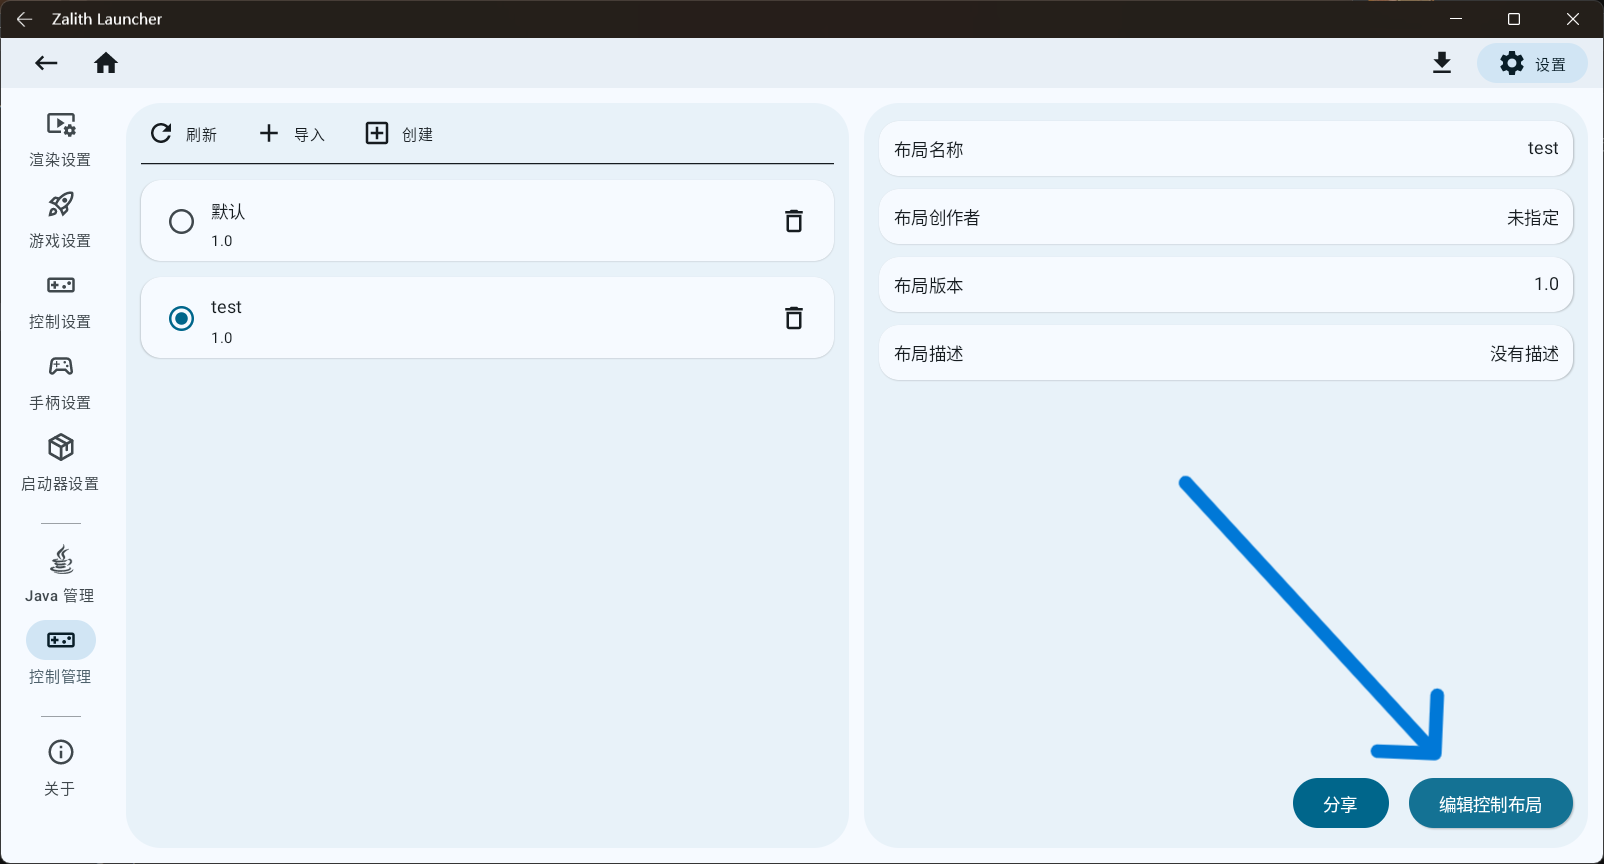 Zalith Launcher
设置
渲染设置
游戏设置
控制设置
手柄设置
启动器设置
Java 管理
控制管理
关于
刷新
导入
创建
默认
1.0
test
1.0
布局名称 test
布局创作者 未指定
布局版本 1.0
布局描述 没有描述
分享
编辑控制布局